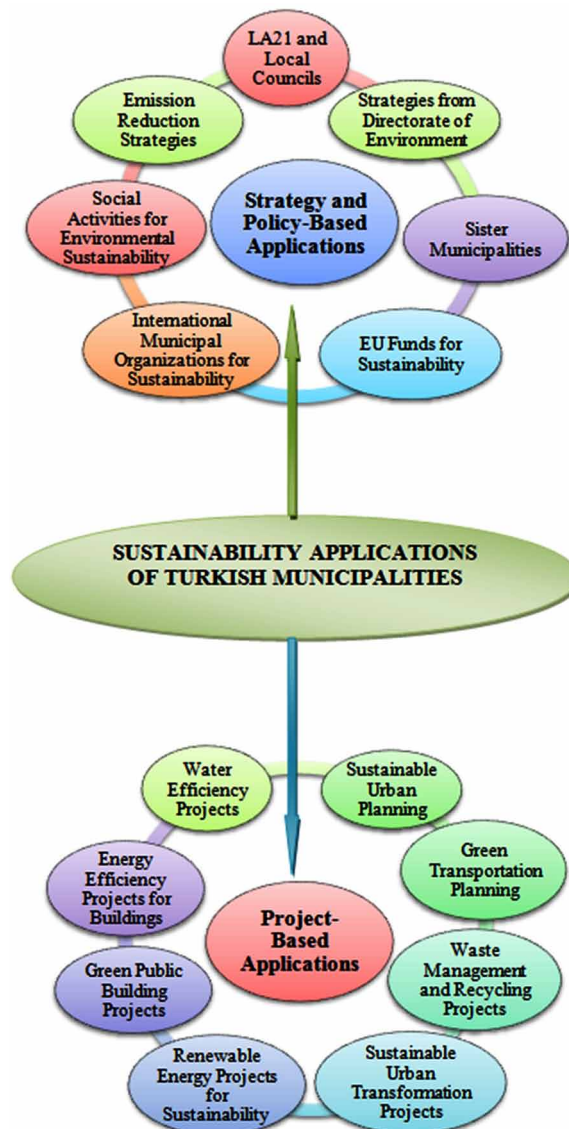 LA21 and
Local
Councils
Emission
Reduction
Strategies
Strategies from
Directorate of
Environment
Social
Activities for
Environmental
Sustainability
Strategy and
Policy-Based
Applications
Sister
Municipalities
International
Municipal
Organizations for
Sustainability
EU Funds for
Sustainability
SUSTAINABILITY APPLICATIONS
OF TURKISH MUNICIPALITIES
Water
Efficiency
Projects
Sustainable
Urban
Planning
Energy
Efficiency
Projects for
Buildings
Green
Transportation
Planning
Project-
Based
Applications
Green Public
Building
Projects
Waste
Management
and Recycling
Projects
Renewable
Energy Projects
for
Sustainability
Sustainable
Urban
Transformation
Projects